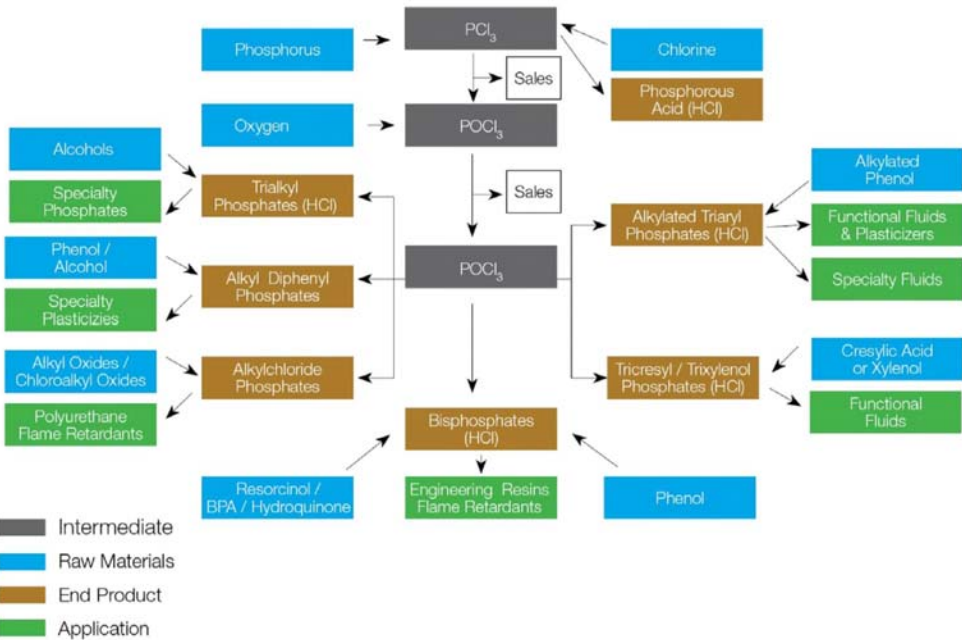 PCl₃
Phosphorus
Chlorine
Sales
Phosphorous
Acid (HCl)
Oxygen
POCl₃
Alcohols
Specialty
Phosphates
Trialkyl
Phosphates (HCl)
Sales
Alkylated
Phenol
Alkylated Triaryl
Phosphates (HCl)
Functional Fluids
& Plasticizers
Phenol /
Alcohol
Alkyl Diphenyl
Phosphates
POCl₃
Specialty Fluids
Specialty
Plasticizies
Alkyl Oxides /
Chloroalkyl Oxides
Alkylchloride
Phosphates
Tricresyl / Trixylenol
Phosphates (HCl)
Cresylic Acid
or Xylenol
Polyurethane
Flame Retardants
Bisphosphates
(HCl)
Functional
Fluids
Resorcinol /
BPA / Hydroquinone
Engineering Resins
Flame Retardants
Phenol
Intermediate
Raw Materials
End Product
Application